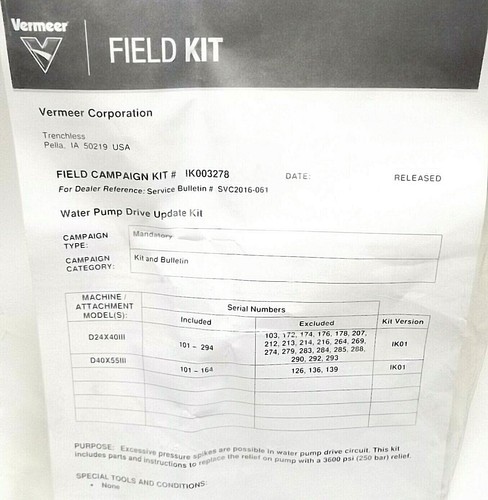 Vermeer
FIELD KIT
Vermeer Corporation
Trenchless
Pella, IA 50219 USA
FIELD CAMPAIGN KIT # IK003278 DATE: RELEASED
For Dealer Reference: Service Bulletin # SVC2016-061
Water Pump Drive Update Kit
CAMPAIGN TYPE: Mandatory
CAMPAIGN CATEGORY: Kit and Bulletin
MACHINE / ATTACHMENT MODEL(S): Serial Numbers
Included Excluded Kit Version
D24X40III 101 – 294 103, 172, 174, 176, 178, 207,
212, 213, 214, 216, 264, 269,
274, 279, 283, 284, 285, 288,
290, 292, 293 IK01
D40X55III 101 – 164 126, 136, 139 IK01
PURPOSE: Excessive pressure spikes are possible in water pump drive circuit. This kit
includes parts and instructions to replace the relief on pump with a 3600 psi (250 bar) relief.
SPECIAL TOOLS AND CONDITIONS:
• None